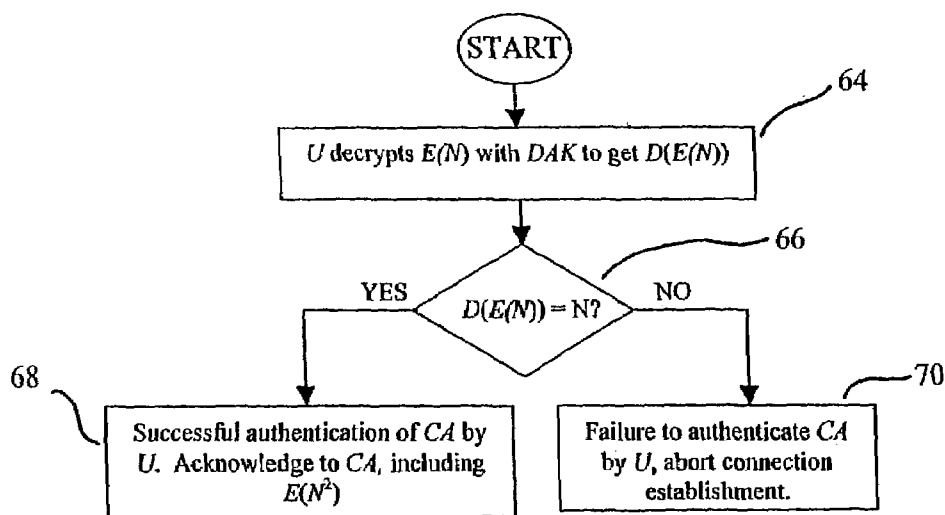 START
64
U decrypts E(N) with DAK to get D(E(N))
66
YES
D(E(N)) = N?
NO
68
70
Successful authentication of CA by
U. Acknowledge to CA, including
E(N²)
Failure to authenticate CA
by U, abort connection
establishment.